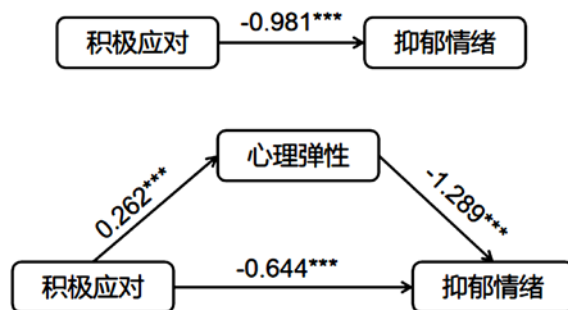 -0.981***
积极应对
抑郁情绪
心理弹性
0.262***
-1.289***
-0.644***
积极应对
抑郁情绪